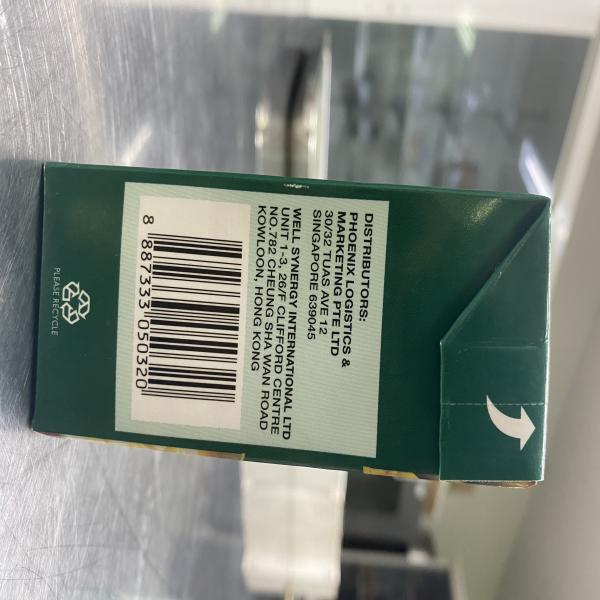 DISTRIBUTORS:
PHOENIX LOGISTICS &
MARKETING PTE LTD
30/32 TUAS AVE 12
SINGAPORE 639045
WELL SYNERGY INTERNATIONAL LTD
UNIT 1-3, 26/F CLIFFORD CENTRE
NO.782 CHEUNG SHA WAN ROAD
KOWLOON, HONG KONG
8 887333 050320
PLEASE RECYCLE